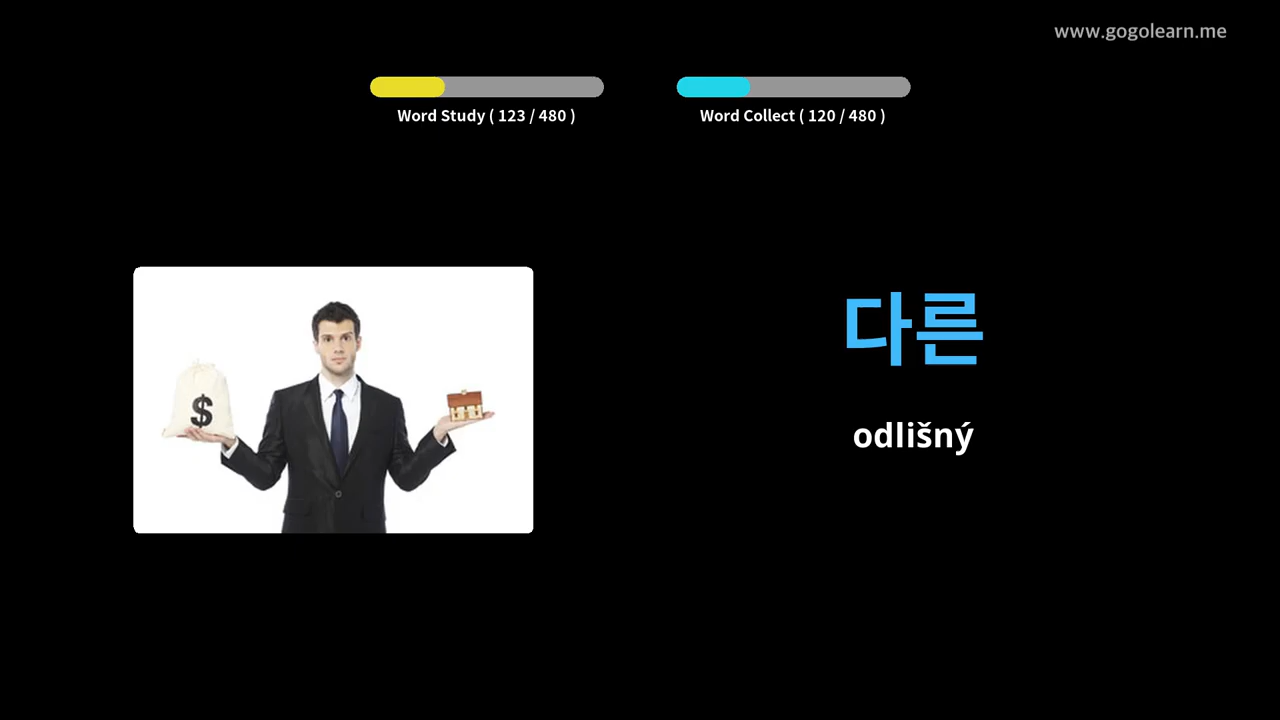 www.gogolearn.me
Word Study ( 123 / 480 )
Word Collect ( 120 / 480 )
$
다른
odlišný